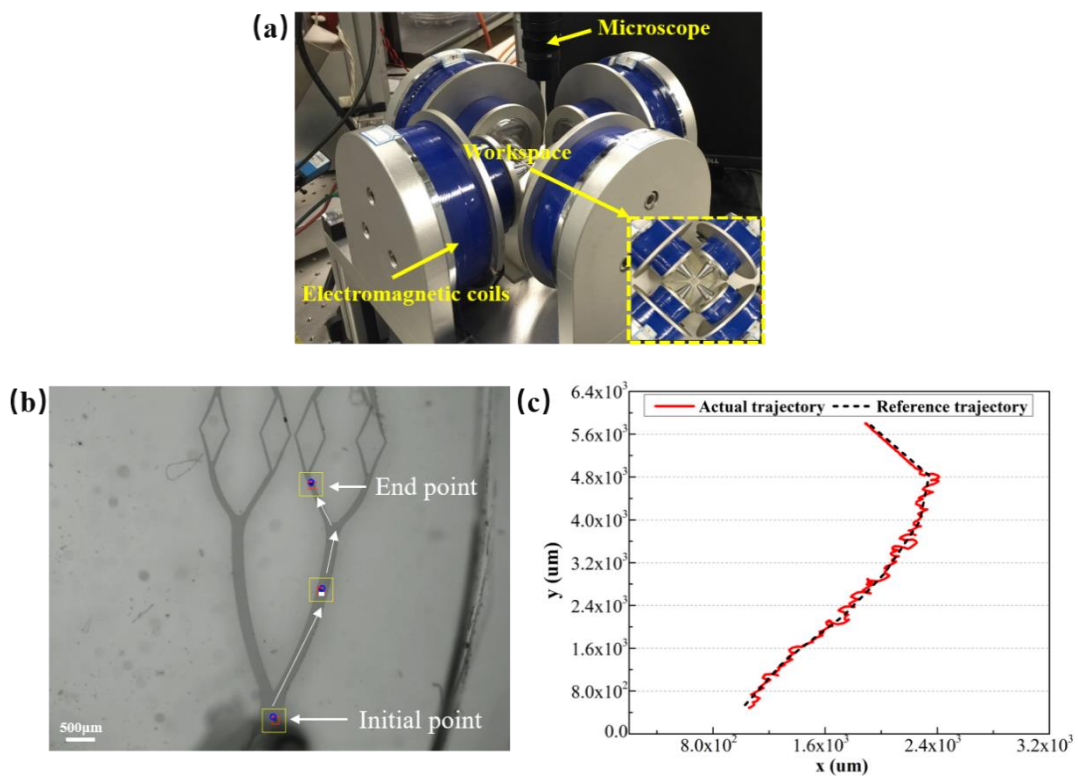 (a)
Microscope
Workspace
Electromagnetic coils
DELL
(b)
End point
Initial point
500μm
(c)
6.4x10³
5.6x10³
4.8x10³
4.0x10³
3.2x10³
2.4x10³
1.6x10³
8.0x10²
0.0
y (um)
Actual trajectory
Reference trajectory
8.0x10²
1.6x10³
2.4x10³
3.2x10³
x (um)